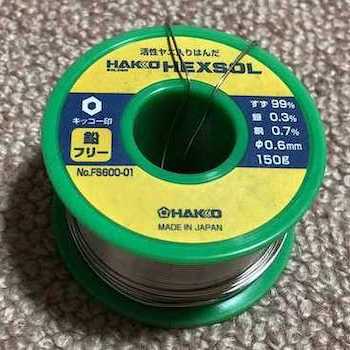 活性ヤニ入りはんだ
HAKKO HEXSOL
すず 99%
銀 0.3%
銅 0.7%
Φ0.6mm
150g
キッコー印
鉛
フリー
No.FS600-01
HAKKO
MADE IN JAPAN